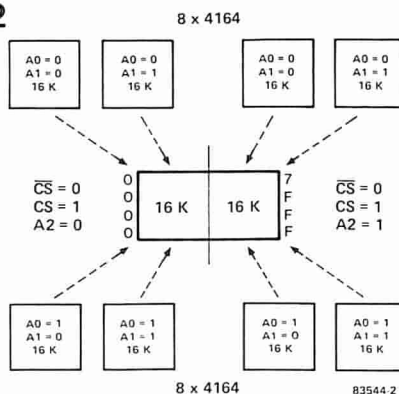 2
8 x 4164
A0 = 0
A1 = 0
16 K
A0 = 0
A1 = 1
16 K
A0 = 0
A1 = 0
16 K
A0 = 0
A1 = 1
16 K
CS = 0
CS = 1
A2 = 0
0
0
0
0
16 K
16 K
7
F
F
F
CS = 0
CS = 1
A2 = 1
A0 = 1
A1 = 0
16 K
A0 = 1
A1 = 1
16 K
A0 = 1
A1 = 0
16 K
A0 = 1
A1 = 1
16 K
8 x 4164
83544-2